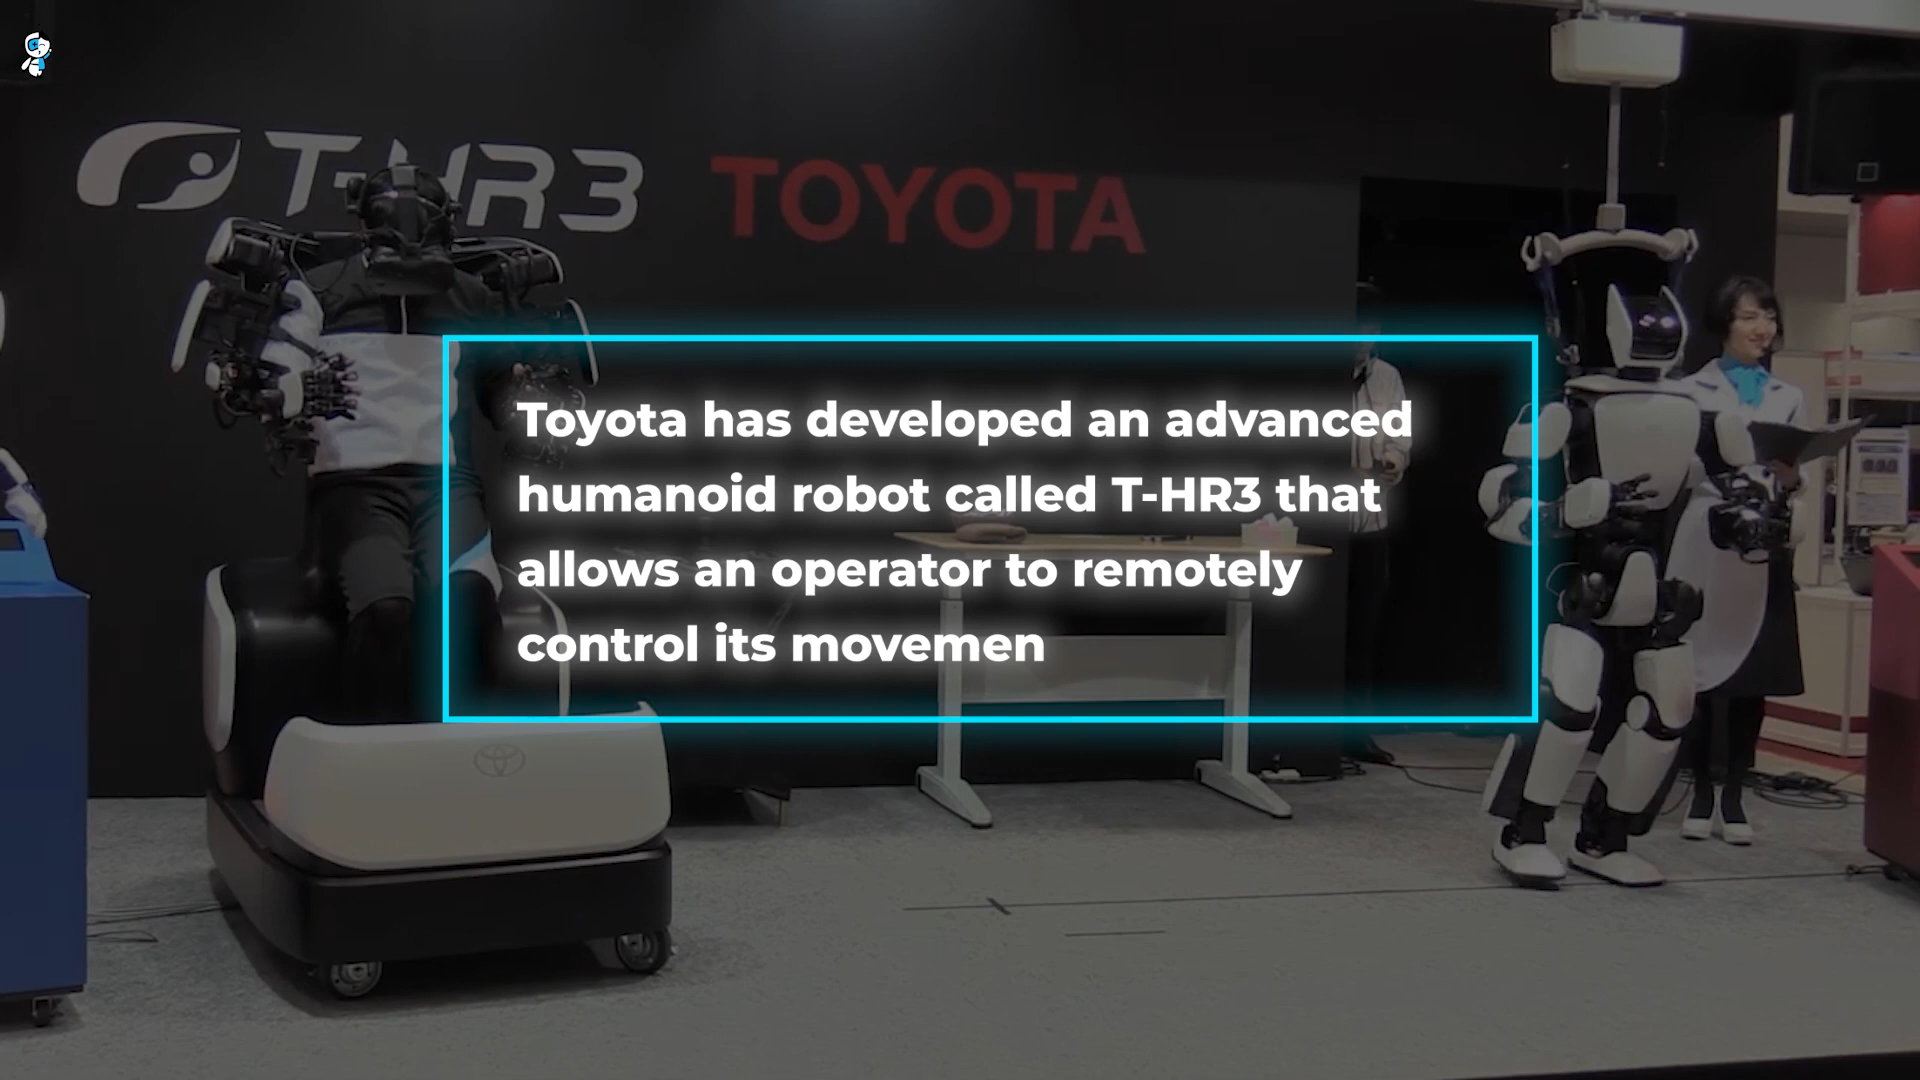 T-HR3 TOYOTA
Toyota has developed an advanced
humanoid robot called T-HR3 that
allows an operator to remotely
control its movemen